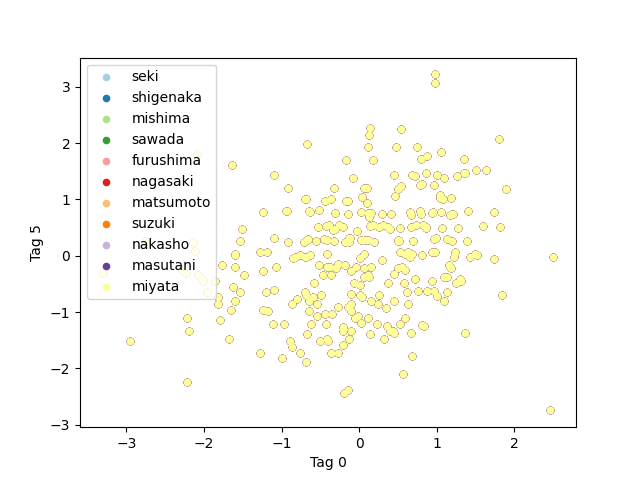 seki
shigenaka
mishima
sawada
furushima
nagasaki
matsumoto
suzuki
nakasho
masutani
miyata
3
2
1
0
−1
−2
−3
Tag 5
−3 −2 −1 0 1 2
Tag 0